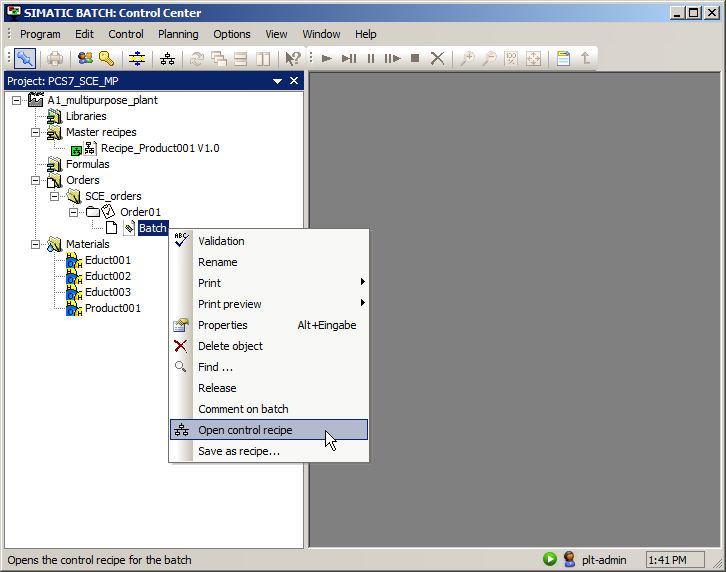 SIMATIC BATCH: Control Center
Program Edit Control Planning Options View Window Help
100 %
Project: PCS7_SCE_MP
A1_multipurpose_plant
Libraries
Master recipes
Recipe_Product001 V1.0
Formulas
Orders
SCE_orders
Order01
Batch
Materials
Educt001
Educt002
Educt003
Product001
ABC
Validation
Rename
Print
Print preview
Properties Alt+Eingabe
Delete object
Find ...
Release
Comment on batch
Open control recipe
Save as recipe...
Opens the control recipe for the batch
plt-admin
1:41 PM